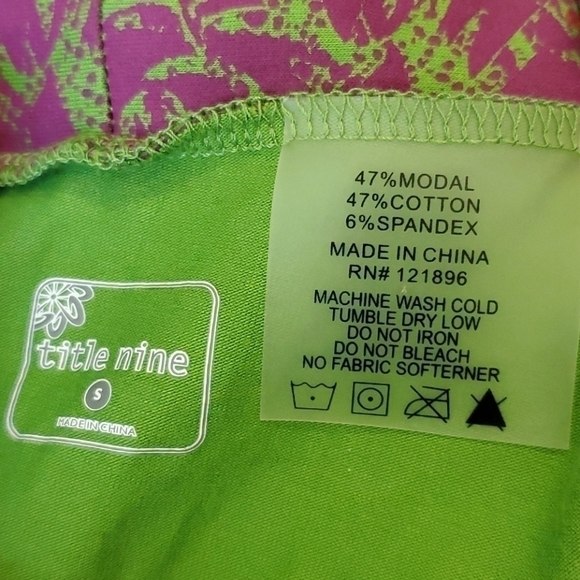 title nine
S
MADE IN CHINA
47%MODAL
47%COTTON
6%SPANDEX
MADE IN CHINA
RN# 121896
MACHINE WASH COLD
TUMBLE DRY LOW
DO NOT IRON
DO NOT BLEACH
NO FABRIC SOFTERNER